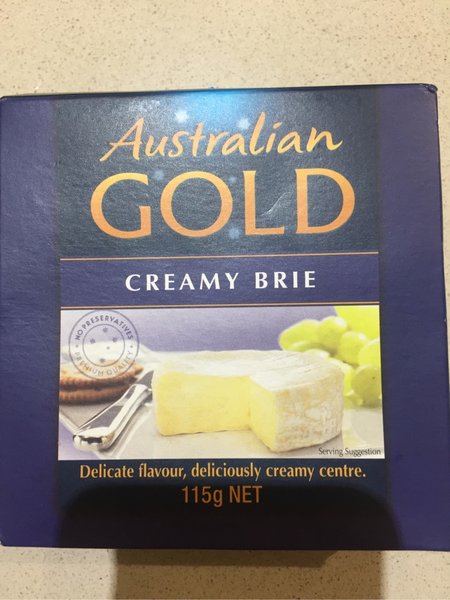 Australian
GOLD
CREAMY BRIE
NO PRESERVATIVES
PREMIUM QUALITY
Serving Suggestion
Delicate flavour, deliciously creamy centre.
115g NET